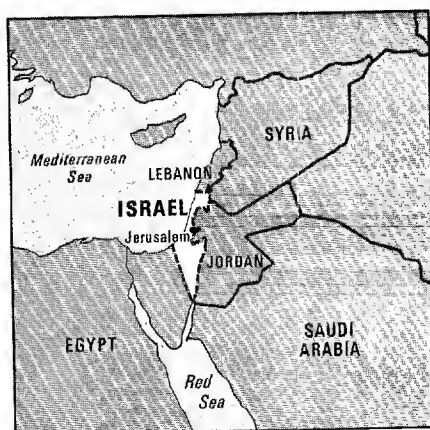 SYRIA
Mediterranean
Sea
LEBANON
ISRAEL
Jerusalem
JORDAN
EGYPT
SAUDI
ARABIA
Red
Sea